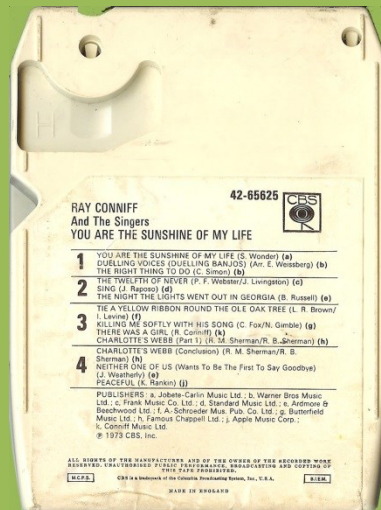 H
42-65625
CBS
RAY CONNIFF
And The Singers
YOU ARE THE SUNSHINE OF MY LIFE
1 YOU ARE THE SUNSHINE OF MY LIFE (S. Wonder) (a)
DUELLING VOICES (DUELLING BANJOS) (Arr. E. Weissberg) (b)
THE RIGHT THING TO DO (C. Simon) (b)
2 THE TWELFTH OF NEVER (P. F. Webster/J. Livingston) (c)
SING (J. Raposo) (d)
THE NIGHT THE LIGHTS WENT OUT IN GEORGIA (B. Russell) (e)
3 TIE A YELLOW RIBBON ROUND THE OLE OAK TREE (L. R. Brown/
I. Levine) (f)
KILLING ME SOFTLY WITH HIS SONG (C. Fox/N. Gimble) (g)
THERE WAS A GIRL (R. Coniff) (k)
CHARLOTTE'S WEBB (Part 1) (R. M. Sherman/R. B. Sherman) (h)
4 CHARLOTTE'S WEBB (Conclusion) (R. M. Sherman/R. B.
Sherman) (h)
NEITHER ONE OF US (Wants To Be The First To Say Goodbye)
(J. Weatherly) (e)
PEACEFUL (K. Rankin) (j)
PUBLISHERS: a, Jobete-Carlin Music Ltd.; b, Warner Bros Music
Ltd.; c, Frank Music Co. Ltd.; d, Standard Music Ltd.; e, Ardmore &
Beechwood Ltd.; f, A. Schroeder Mus. Pub. Co. Ltd.; g, Butterfield
Music Ltd.; h, Famous Chappell Ltd.; j, Apple Music Corp.;
k, Conniff Music Ltd.
℗ 1973 CBS, Inc.
ALL RIGHTS OF THE MANUFACTURER AND OF THE OWNER OF THE RECORDED WORK
RESERVED. UNAUTHORISED PUBLIC PERFORMANCE, BROADCASTING AND COPYING OF
THIS TAPE PROHIBITED.
M.C.P.S.
CBS is a trademark of the Columbia Broadcasting System, Inc., U.S.A.
B.I.E.M.
MADE IN ENGLAND